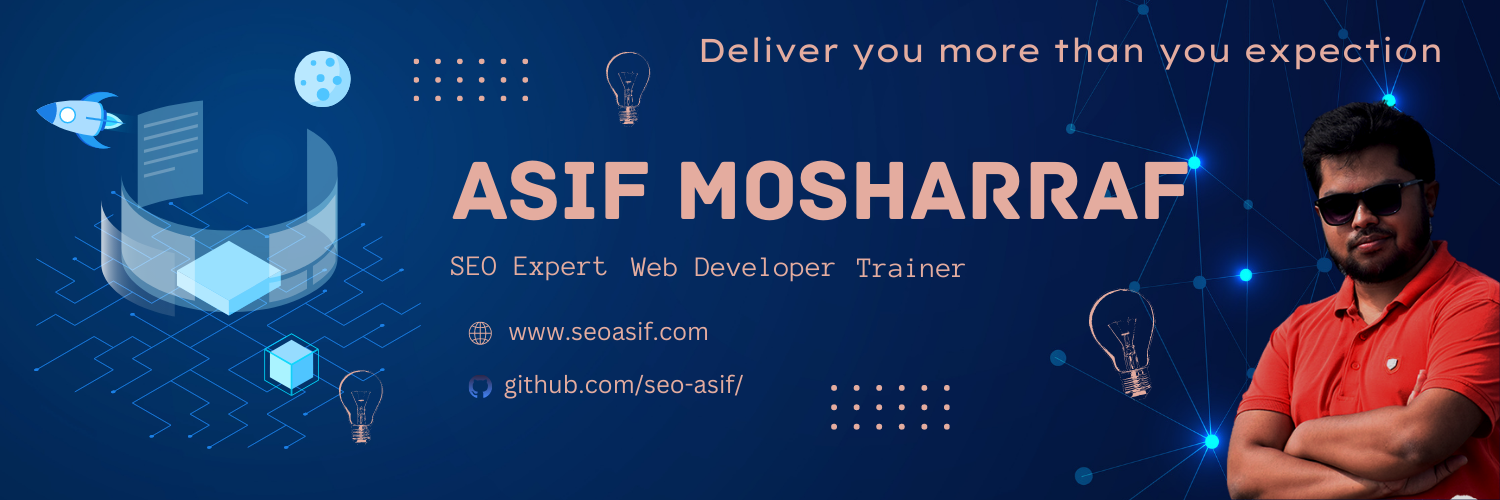 Deliver you more than you expection
ASIF MOSHARRAF
SEO Expert Web Developer Trainer
www.seoasif.com
github.com/seo-asif/